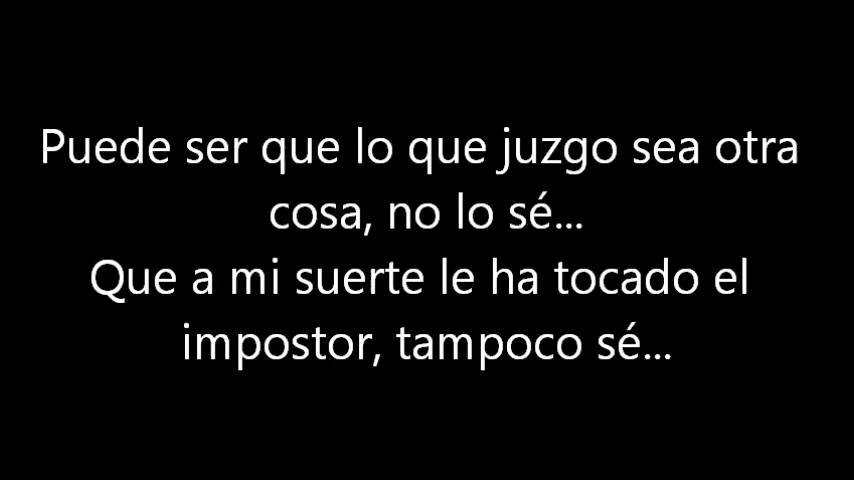 Puede ser que lo que juzgo sea otra
cosa, no lo sé...
Que a mi suerte le ha tocado el
impostor, tampoco sé...